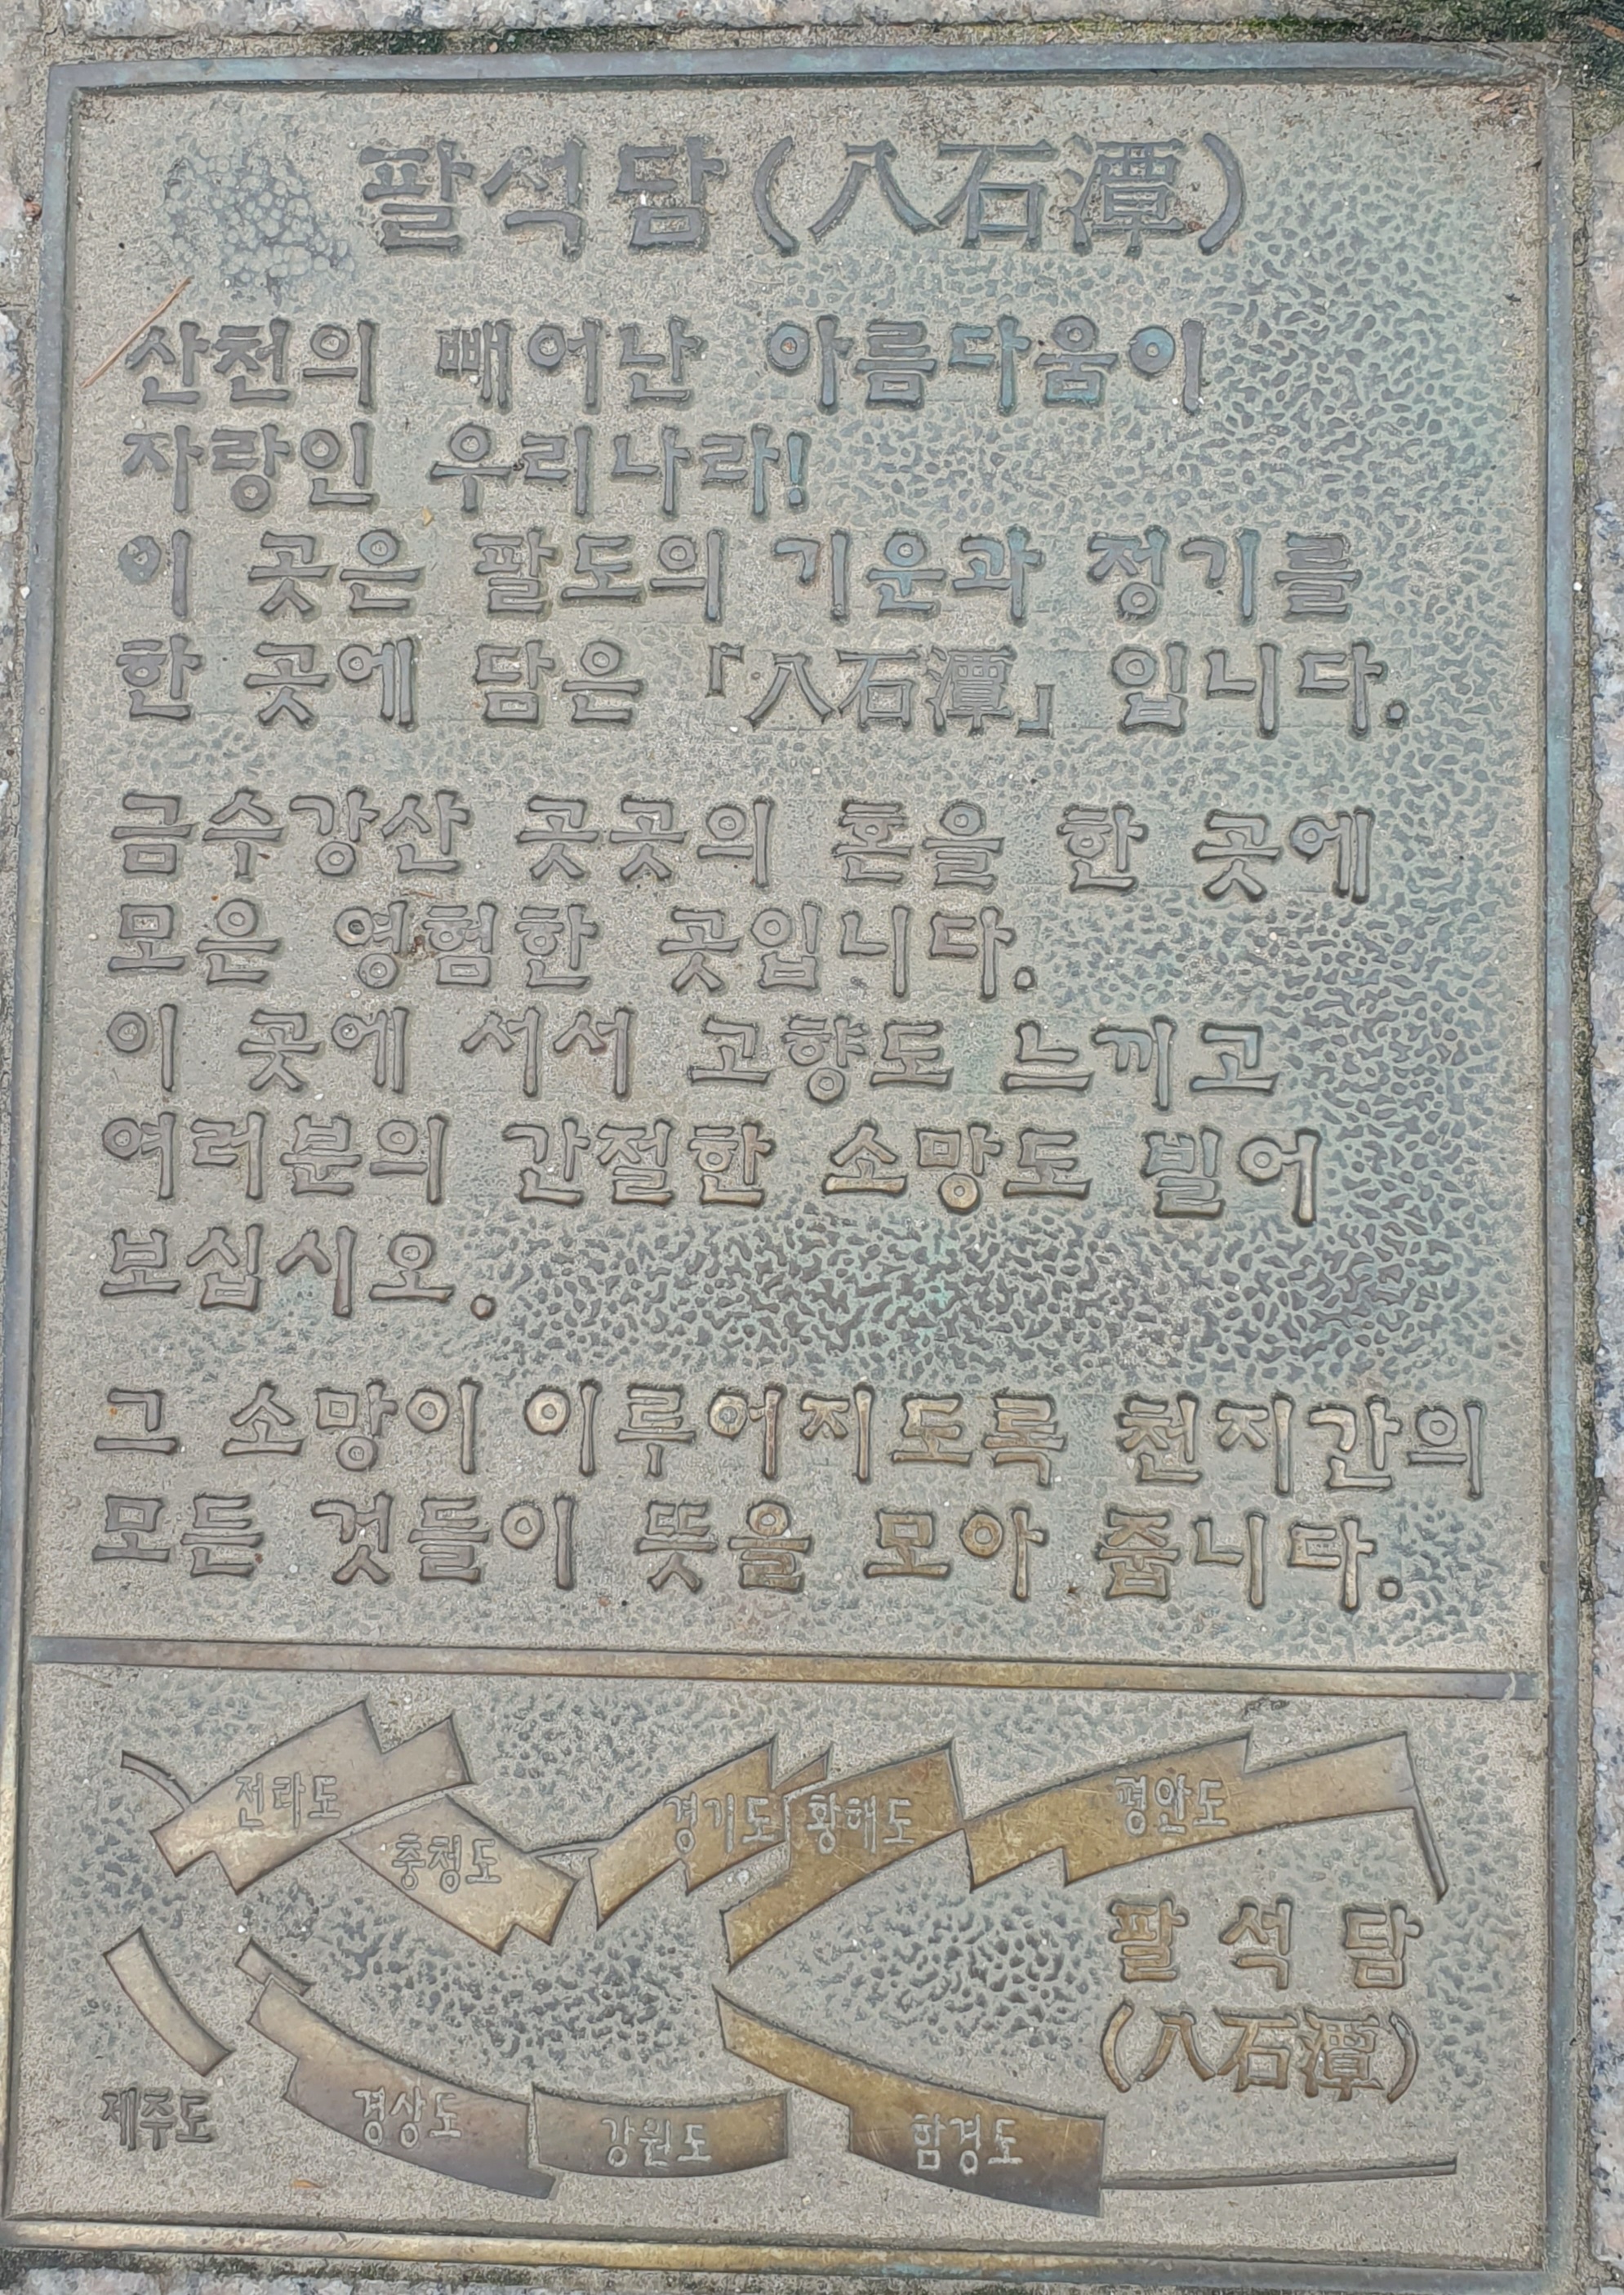 팔석담(八石潭)
산천의 빼어난 아름다움이
자랑인 우리나라!
이 곳은 팔도의 기운과 정기를
한 곳에 담은 「八石潭」 입니다.
금수강산 곳곳의 혼을 한 곳에
모은 영험한 곳입니다.
이 곳에 서서 고향도 느끼고
여러분의 간절한 소망도 빌어
보십시오.
그 소망이 이루어지도록 천지간의
모든 것들이 뜻을 모아 줍니다.
전라도
충청도
경기도
황해도
평안도
팔 석 담
(八石潭)
제주도
경상도
강원도
함경도